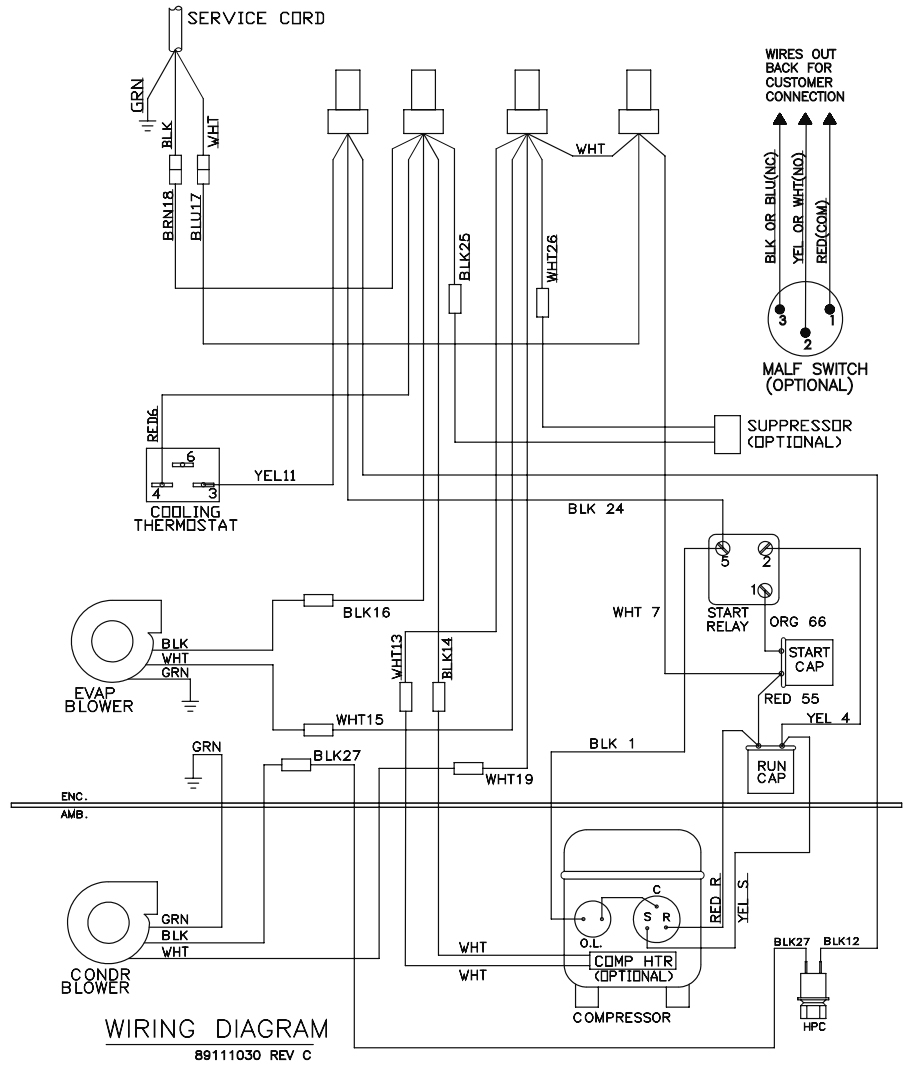 SERVICE CORD
GRN
BLK
WHT
BRN18
BLU17
WHT
BLK25
WHT26
WIRES OUT
BACK FOR
CUSTOMER
CONNECTION
BLK OR BLU(NC)
YEL OR WHT(NO)
RED(COM)
3
1
2
MALF SWITCH
(OPTIONAL)
RED6
6
4
3
YEL11
COOLING
THERMOSTAT
SUPPRESSOR
(OPTIONAL)
BLK 24
5
2
1
START
RELAY
ORG 66
WHT 7
START
CAP
RED 55
YEL 4
BLK16
BLK
WHT
GRN
EVAP
BLOWER
WHT13
BLK14
WHT15
BLK 1
RUN
CAP
GRN
BLK27
WHT19
ENC.
AMB.
GRN
BLK
WHT
CONDR
BLOWER
C
S
R
O.L.
RED R
YEL S
WHT
WHT
COMP HTR
(OPTIONAL)
COMPRESSOR
BLK27
BLK12
HPC
WIRING DIAGRAM
89111030 REV C